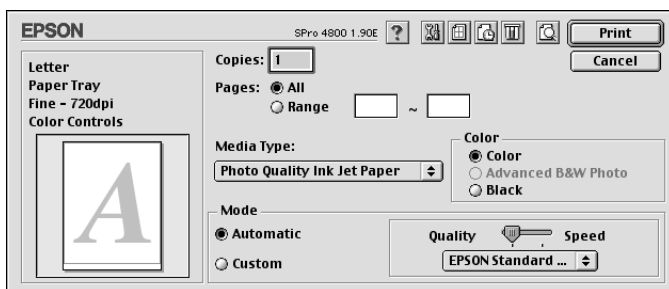 EPSON
SPro 4800 1.90E
?
Print
Cancel
Letter
Paper Tray
Fine - 720dpi
Color Controls
A
Copies: 1
Pages: All
Range ~
Media Type:
Photo Quality Ink Jet Paper
Color
Color
Advanced B&W Photo
Black
Mode
Automatic
Custom
Quality Speed
EPSON Standard ...